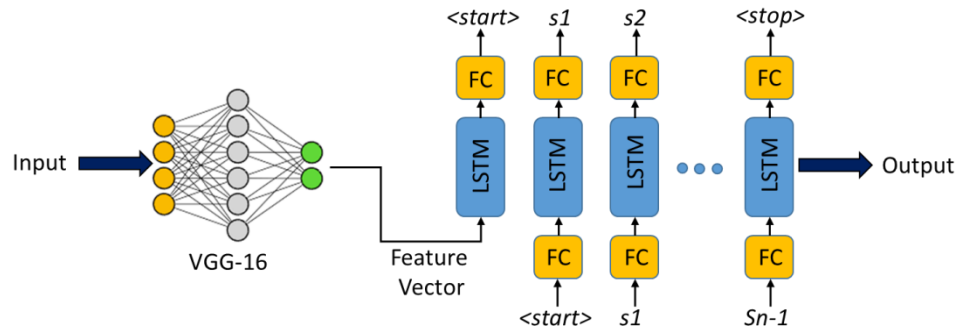 <start> s1 s2 <stop>
FC FC FC FC
LSTM LSTM LSTM LSTM
Input
Output
VGG-16
Feature
Vector
FC FC FC
<start> s1 Sn-1